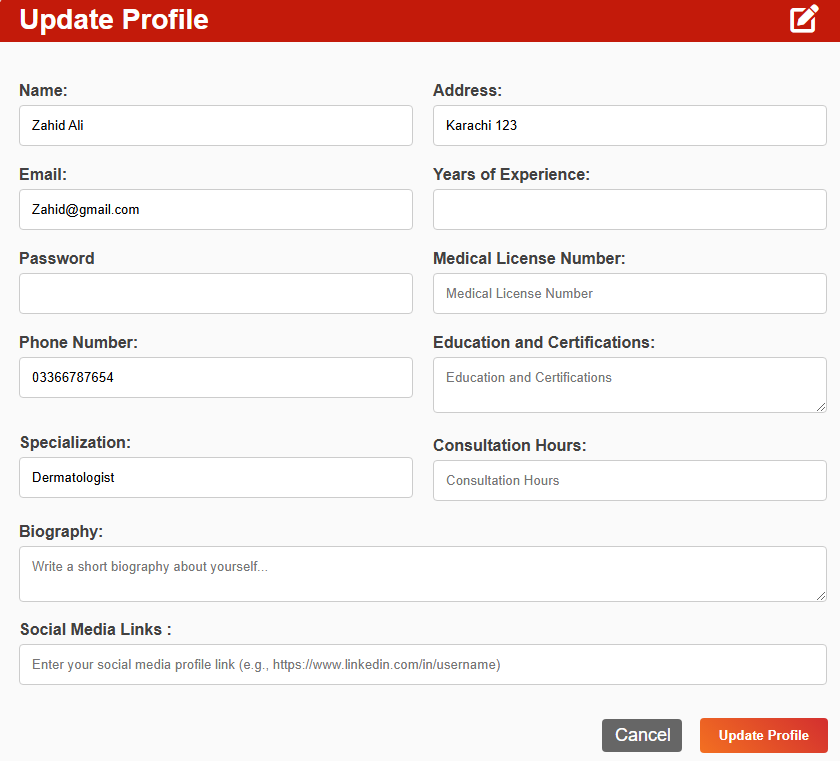 Update Profile
Name:
Zahid Ali
Address:
Karachi 123
Email:
Zahid@gmail.com
Years of Experience:
Password
Medical License Number:
Medical License Number
Phone Number:
03366787654
Education and Certifications:
Education and Certifications
Specialization:
Dermatologist
Consultation Hours:
Consultation Hours
Biography:
Write a short biography about yourself...
Social Media Links :
Enter your social media profile link (e.g., https://www.linkedin.com/in/username)
Cancel
Update Profile